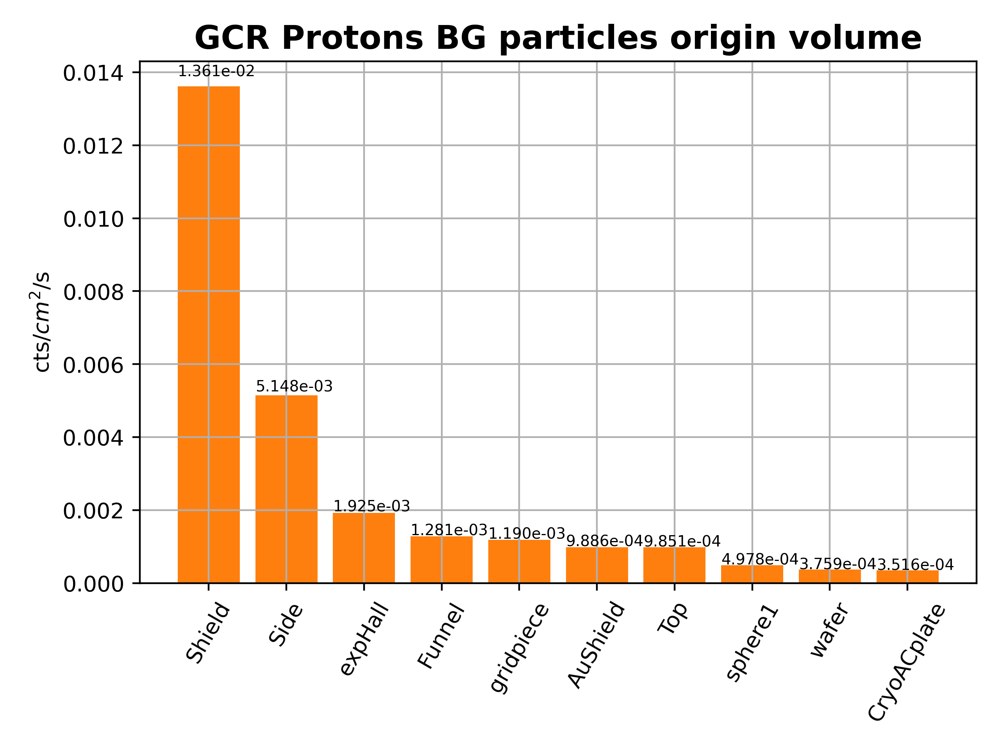 GCR Protons BG particles origin volume
cts/cm²/s
0.014
0.012
0.010
0.008
0.006
0.004
0.002
0.000
1.361e-02
5.148e-03
1.925e-03
1.281e-03
1.190e-03
9.886e-04
9.851e-04
4.978e-04
3.759e-04
3.516e-04
Shield
Side
expHall
Funnel
gridpiece
AuShield
Top
sphere1
wafer
CryoACplate